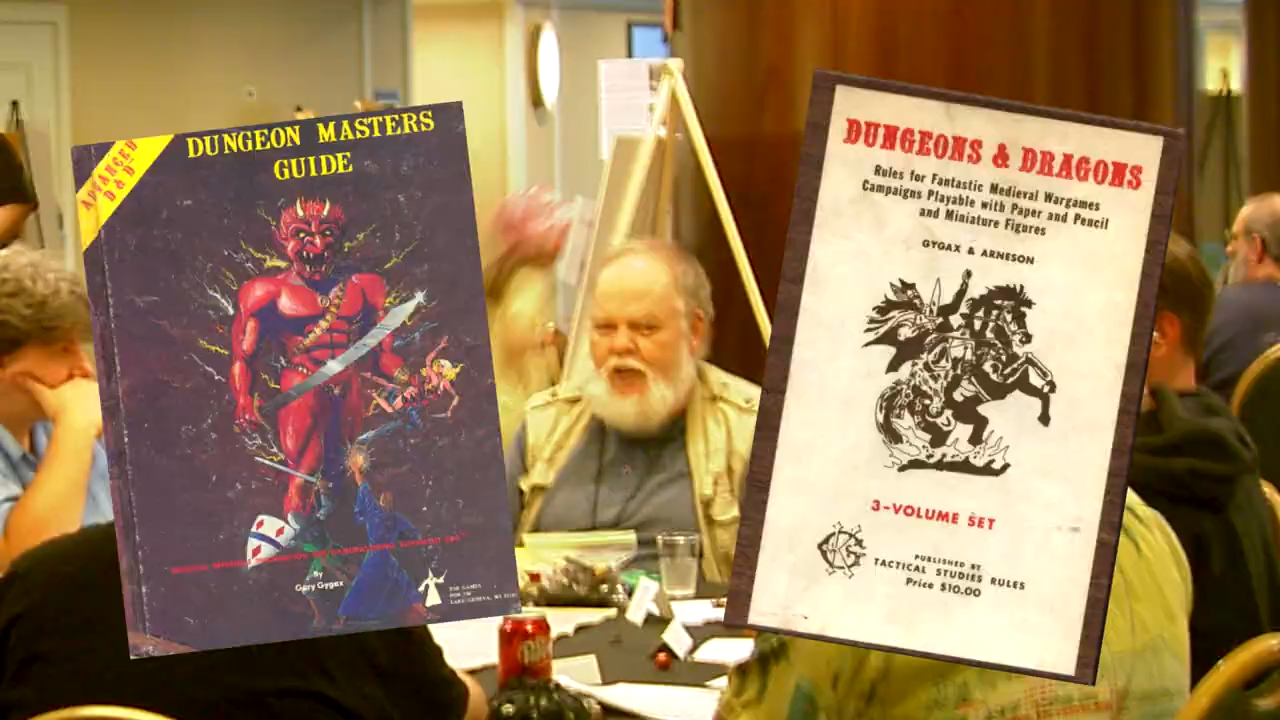 ADVANCED
D&D
DUNGEON MASTERS
GUIDE
By
Gary Gygax
DUNGEONS & DRAGONS
Rules for Fantastic Medieval Wargames
Campaigns Playable with Paper and Pencil
and Miniature Figures
GYGAX & ARNESON
3-VOLUME SET
PUBLISHED BY
TACTICAL STUDIES RULES
Price $10.00